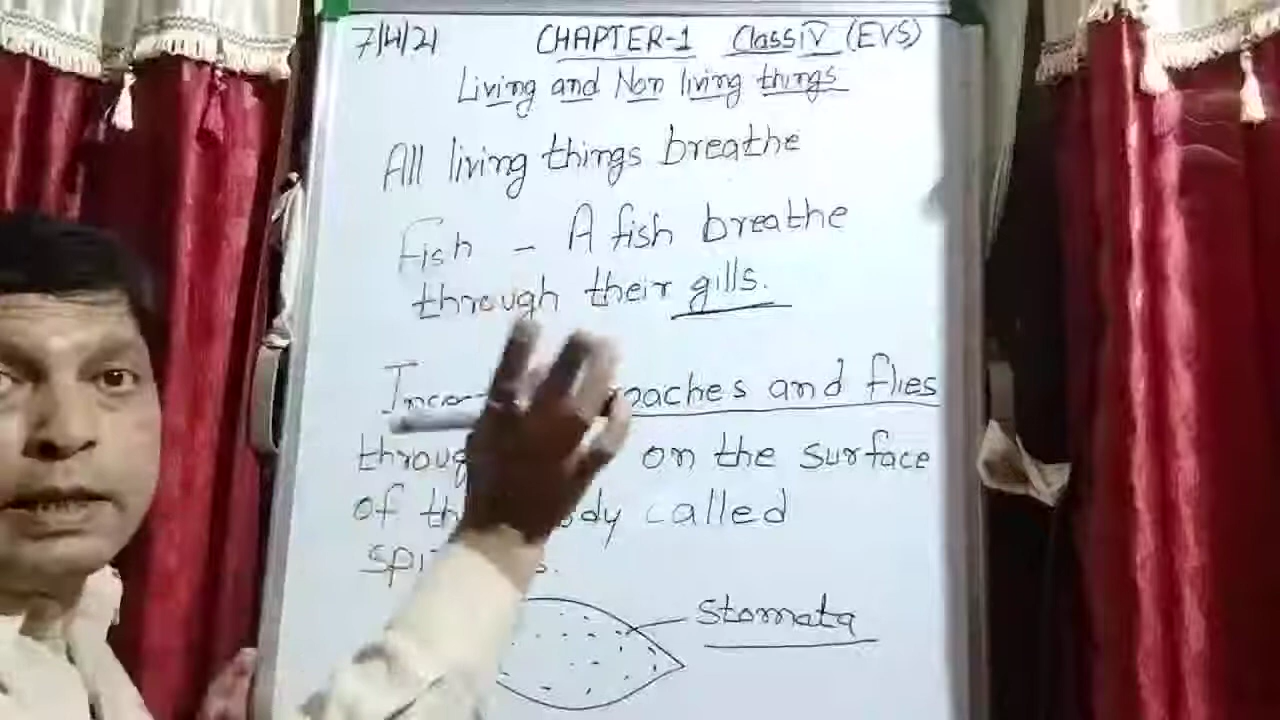 7/4/21 CHAPTER-1 Class IV (EVS)
Living and Non living things
All living things breathe
Fish - A fish breathe
through their gills.
and flies
on the surface
of called
Stomata